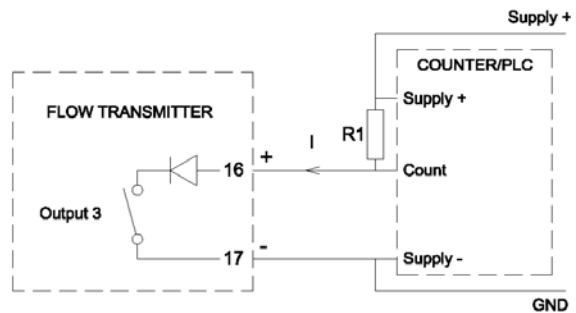 Supply +
COUNTER/PLC
FLOW TRANSMITTER
Supply +
R1
I
+
16
Count
Output 3
-
17
Supply -
GND